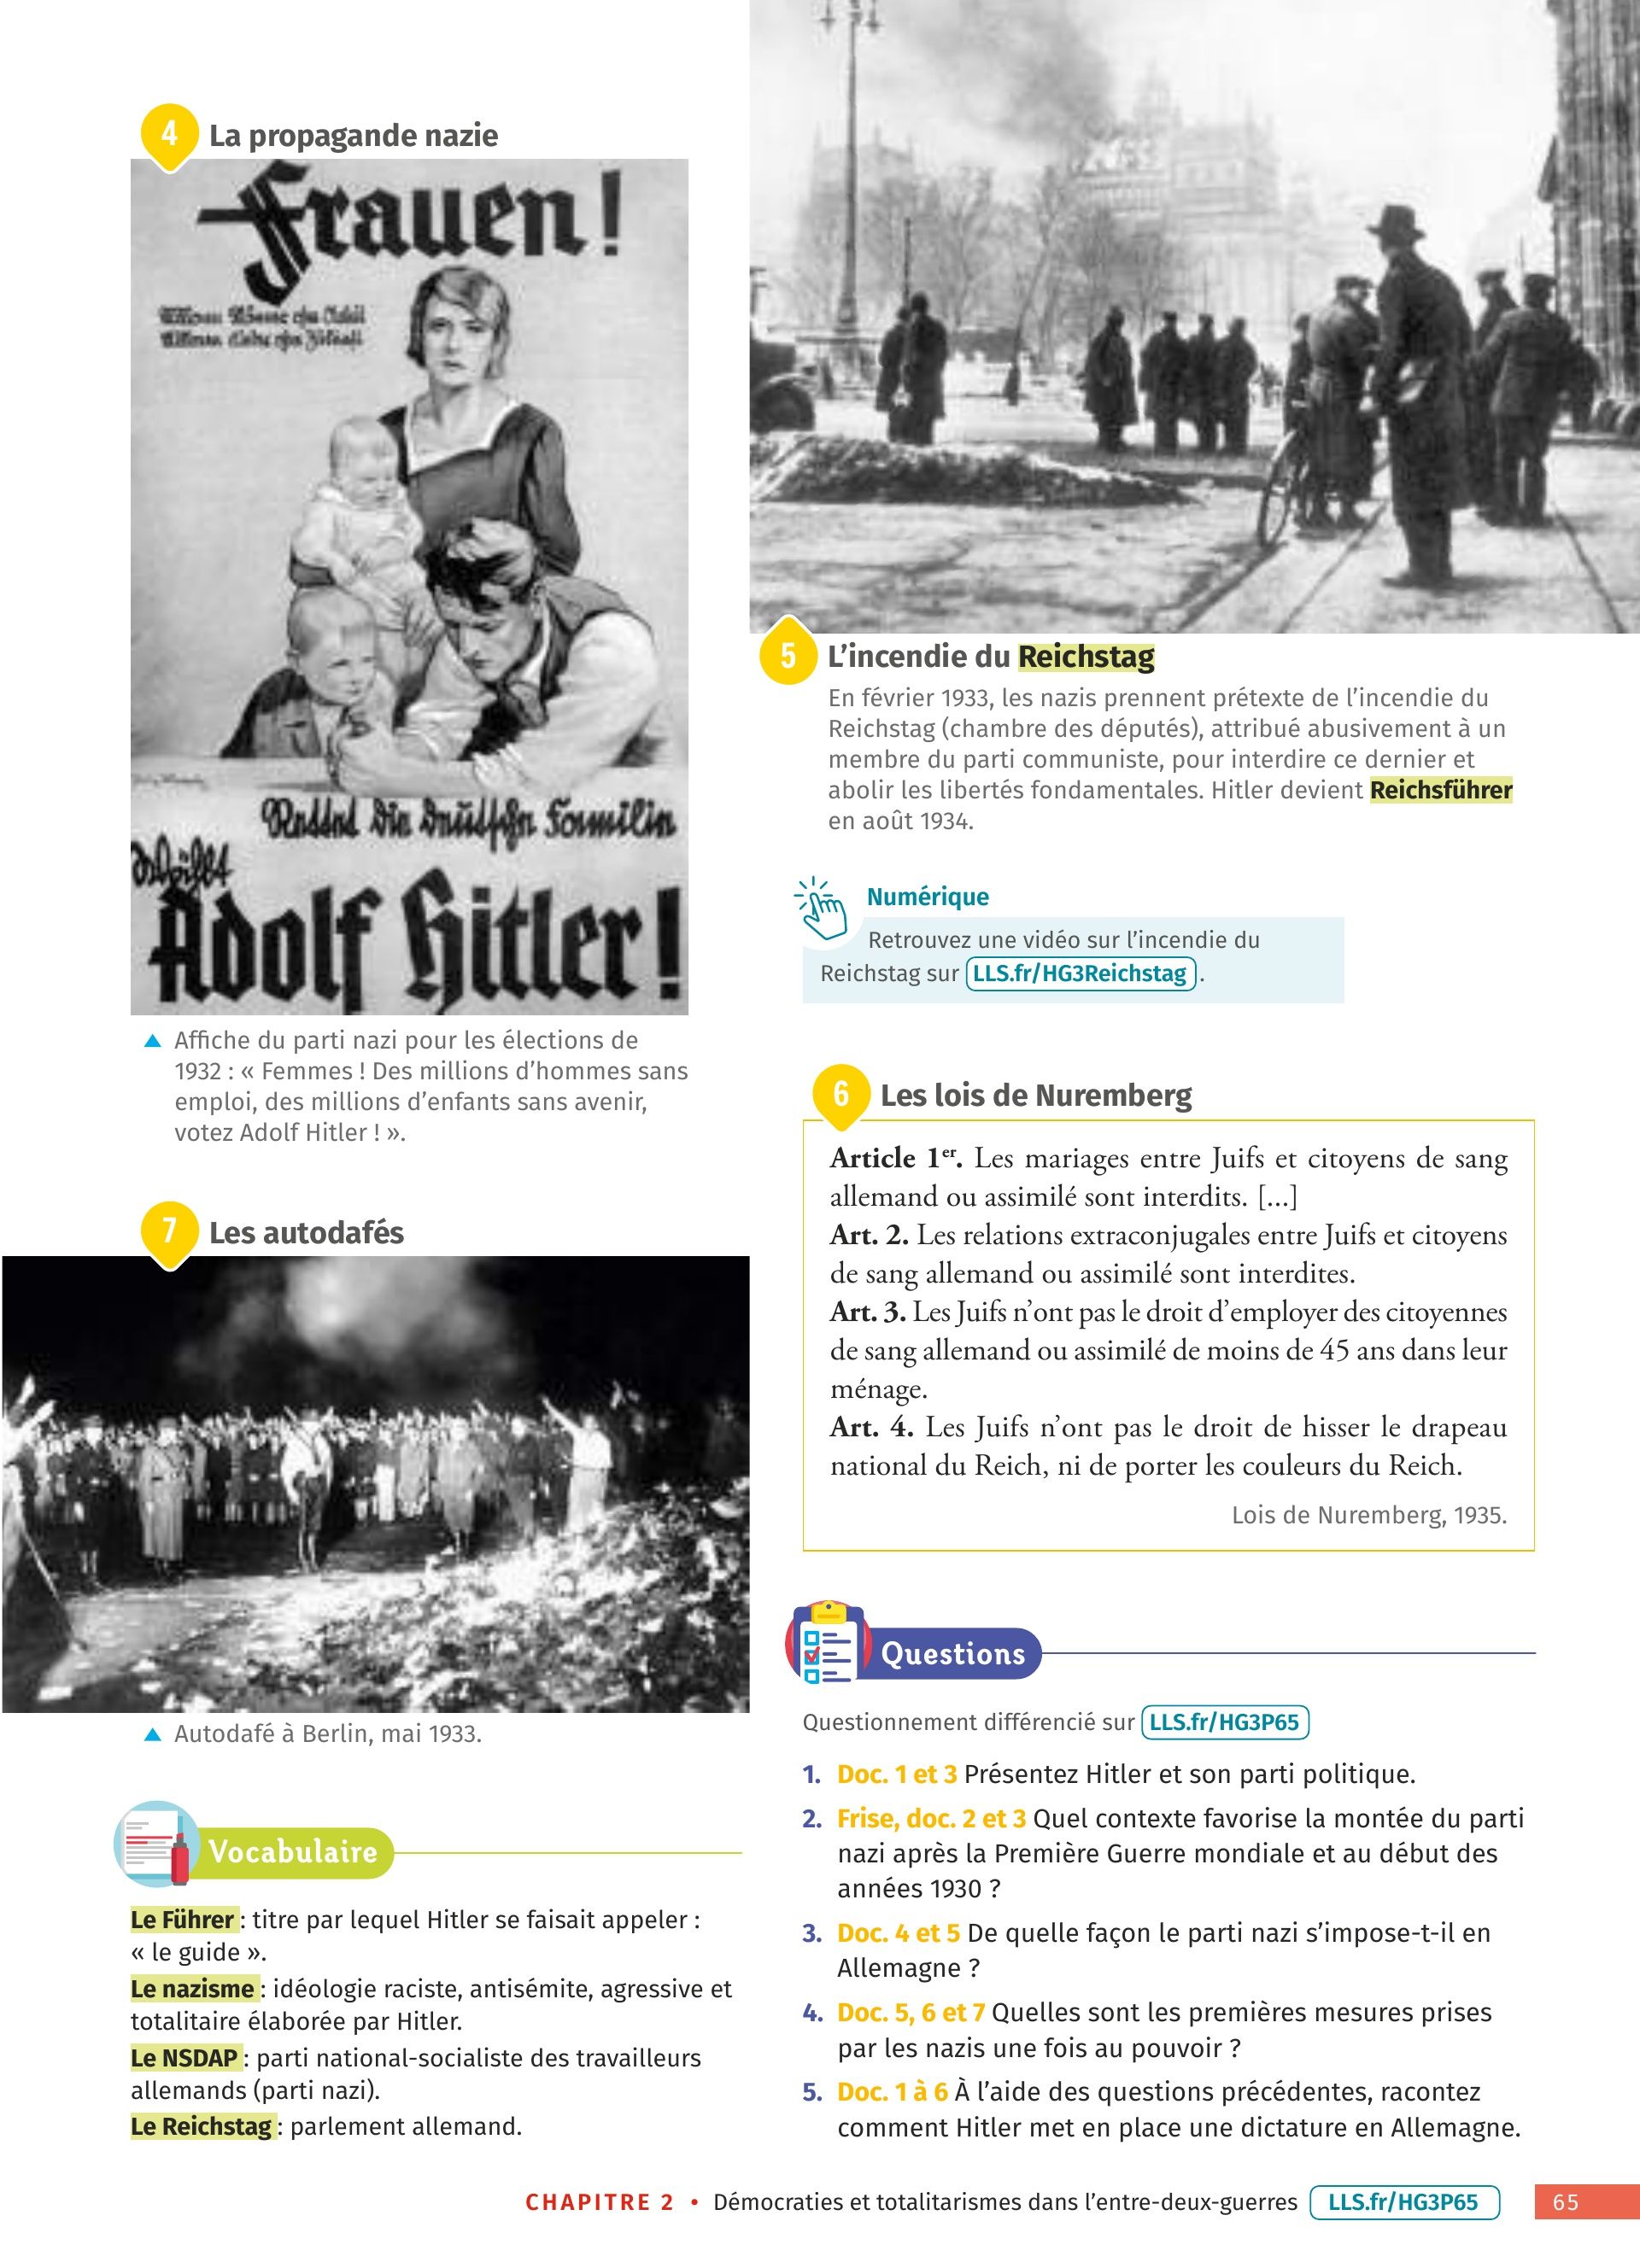 4 La propagande nazie
Frauen!
Millionen Männer ohne Arbeit
Millionen Kinder ohne Zukunft
Rettet die deutsche Familie
Wählt
Adolf Hitler!
▲ Affiche du parti nazi pour les élections de
1932 : « Femmes ! Des millions d'hommes sans
emploi, des millions d'enfants sans avenir,
votez Adolf Hitler ! ».
5 L'incendie du Reichstag
En février 1933, les nazis prennent prétexte de l'incendie du
Reichstag (chambre des députés), attribué abusivement à un
membre du parti communiste, pour interdire ce dernier et
abolir les libertés fondamentales. Hitler devient Reichsführer
en août 1934.
Numérique
Retrouvez une vidéo sur l'incendie du
Reichstag sur LLS.fr/HG3Reichstag .
6 Les lois de Nuremberg
Article 1er. Les mariages entre Juifs et citoyens de sang
allemand ou assimilé sont interdits. [...]
Art. 2. Les relations extraconjugales entre Juifs et citoyens
de sang allemand ou assimilé sont interdites.
Art. 3. Les Juifs n'ont pas le droit d'employer des citoyennes
de sang allemand ou assimilé de moins de 45 ans dans leur
ménage.
Art. 4. Les Juifs n'ont pas le droit de hisser le drapeau
national du Reich, ni de porter les couleurs du Reich.
Lois de Nuremberg, 1935.
7 Les autodafés
▲ Autodafé à Berlin, mai 1933.
Vocabulaire
Le Führer : titre par lequel Hitler se faisait appeler :
« le guide ».
Le nazisme : idéologie raciste, antisémite, agressive et
totalitaire élaborée par Hitler.
Le NSDAP : parti national-socialiste des travailleurs
allemands (parti nazi).
Le Reichstag : parlement allemand.
Questions
Questionnement différencié sur LLS.fr/HG3P65
1. Doc. 1 et 3 Présentez Hitler et son parti politique.
2. Frise, doc. 2 et 3 Quel contexte favorise la montée du parti
nazi après la Première Guerre mondiale et au début des
années 1930 ?
3. Doc. 4 et 5 De quelle façon le parti nazi s'impose-t-il en
Allemagne ?
4. Doc. 5, 6 et 7 Quelles sont les premières mesures prises
par les nazis une fois au pouvoir ?
5. Doc. 1 à 6 À l'aide des questions précédentes, racontez
comment Hitler met en place une dictature en Allemagne.
CHAPITRE 2 • Démocraties et totalitarismes dans l'entre-deux-guerres LLS.fr/HG3P65 65